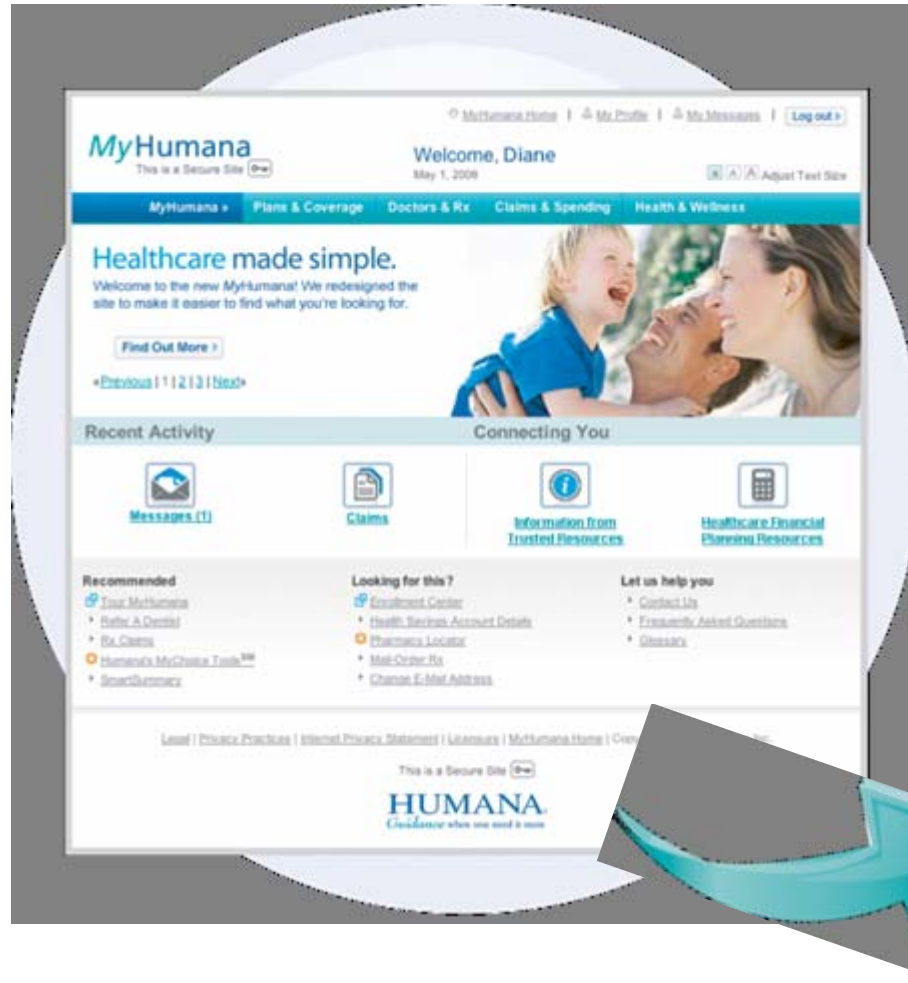 MyHumana Home | My Profile | My Messages | Log out >
MyHumana
This is a Secure Site
Welcome, Diane
May 1, 2008
A A A Adjust Text Size
MyHumana » Plans & Coverage Doctors & Rx Claims & Spending Health & Wellness
Healthcare made simple.
Welcome to the new MyHumana! We redesigned the
site to make it easier to find what you're looking for.
Find Out More >
«Previous | 1 | 2 | 3 | Next»
Recent Activity
Connecting You
Messages (1)
Claims
Information from
Trusted Resources
Healthcare Financial
Planning Resources
Recommended
Tour MyHumana
Refer A Dentist
Rx Claims
Humana's MyChoice Tools
SmartSummary
Looking for this?
Enrollment Center
Health Savings Account Details
Pharmacy Locator
Mail-Order Rx
Change E-Mail Address
Let us help you
Contact Us
Frequently Asked Questions
Glossary
Legal | Privacy Practices | Internet Privacy Statement | Licensure | MyHumana Home |
This is a Secure Site
HUMANA
Guidance when you need it most